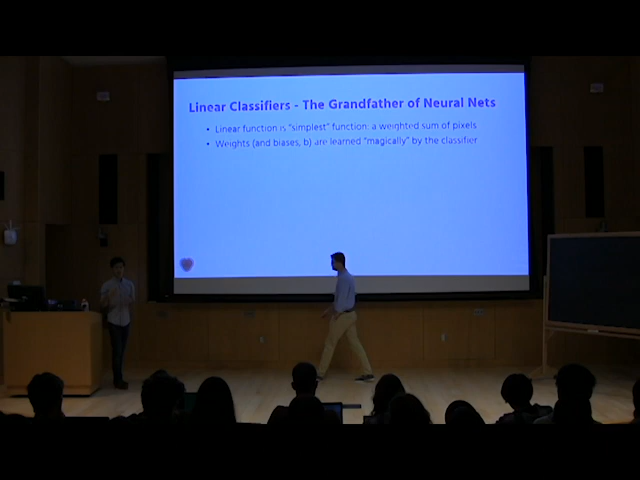 Linear Classifiers - The Grandfather of Neural Nets
• Linear function is "simplest" function: a weighted sum of pixels
• Weights (and biases, b) are learned "magically" by the classifier